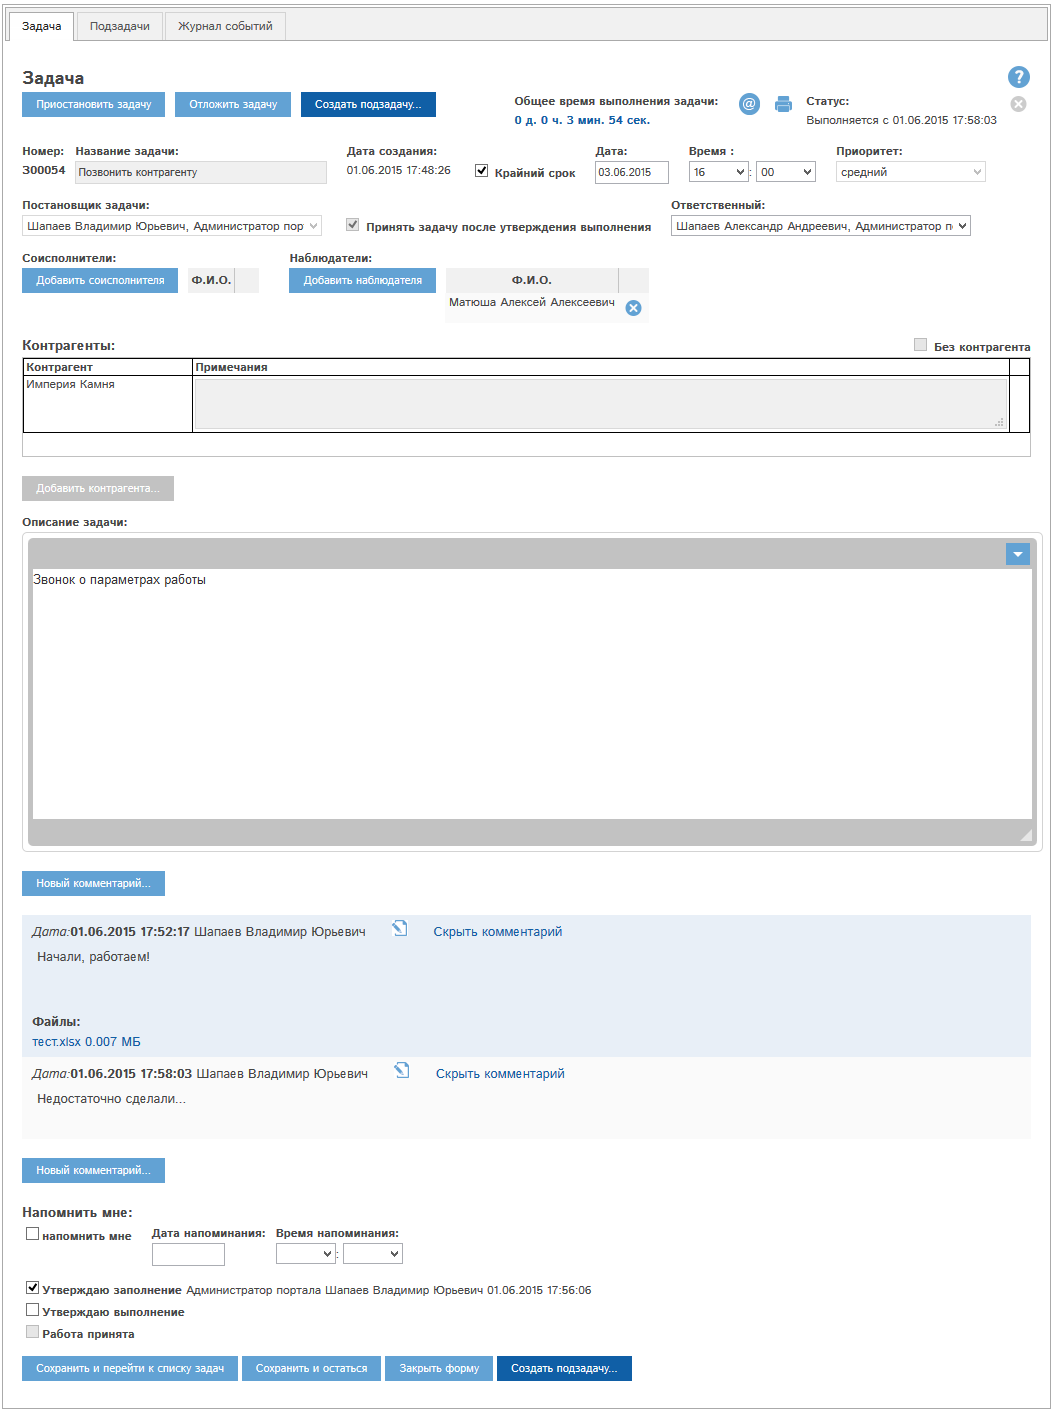 Задача Подзадачи Журнал событий
Задача
?
Приостановить задачу Отложить задачу Создать подзадачу...
Общее время выполнения задачи: @ Статус:
0 д. 0 ч. 3 мин. 54 сек. Выполняется с 01.06.2015 17:58:03
Номер: Название задачи: Дата создания: Дата: Время : Приоритет:
300054 Позвонить контрагенту 01.06.2015 17:48:26 Крайний срок 03.06.2015 16 : 00 средний
Постановщик задачи: Ответственный:
Шапаев Владимир Юрьевич, Администратор пор Принять задачу после утверждения выполнения Шапаев Александр Андреевич, Администратор п
Соисполнители: Наблюдатели:
Добавить соисполнителя Ф.И.О. Добавить наблюдателя Ф.И.О.
Матюша Алексей Алексеевич
Контрагенты: Без контрагента
Контрагент Примечания
Империя Камня
Добавить контрагента...
Описание задачи:
Звонок о параметрах работы
Новый комментарий...
Дата:01.06.2015 17:52:17 Шапаев Владимир Юрьевич Скрыть комментарий
Начали, работаем!
Файлы:
тест.xlsx 0.007 МБ
Дата:01.06.2015 17:58:03 Шапаев Владимир Юрьевич Скрыть комментарий
Недостаточно сделали...
Новый комментарий...
Напомнить мне:
напомнить мне Дата напоминания: Время напоминания:
:
Утверждаю заполнение Администратор портала Шапаев Владимир Юрьевич 01.06.2015 17:56:06
Утверждаю выполнение
Работа принята
Сохранить и перейти к списку задач Сохранить и остаться Закрыть форму Создать подзадачу...